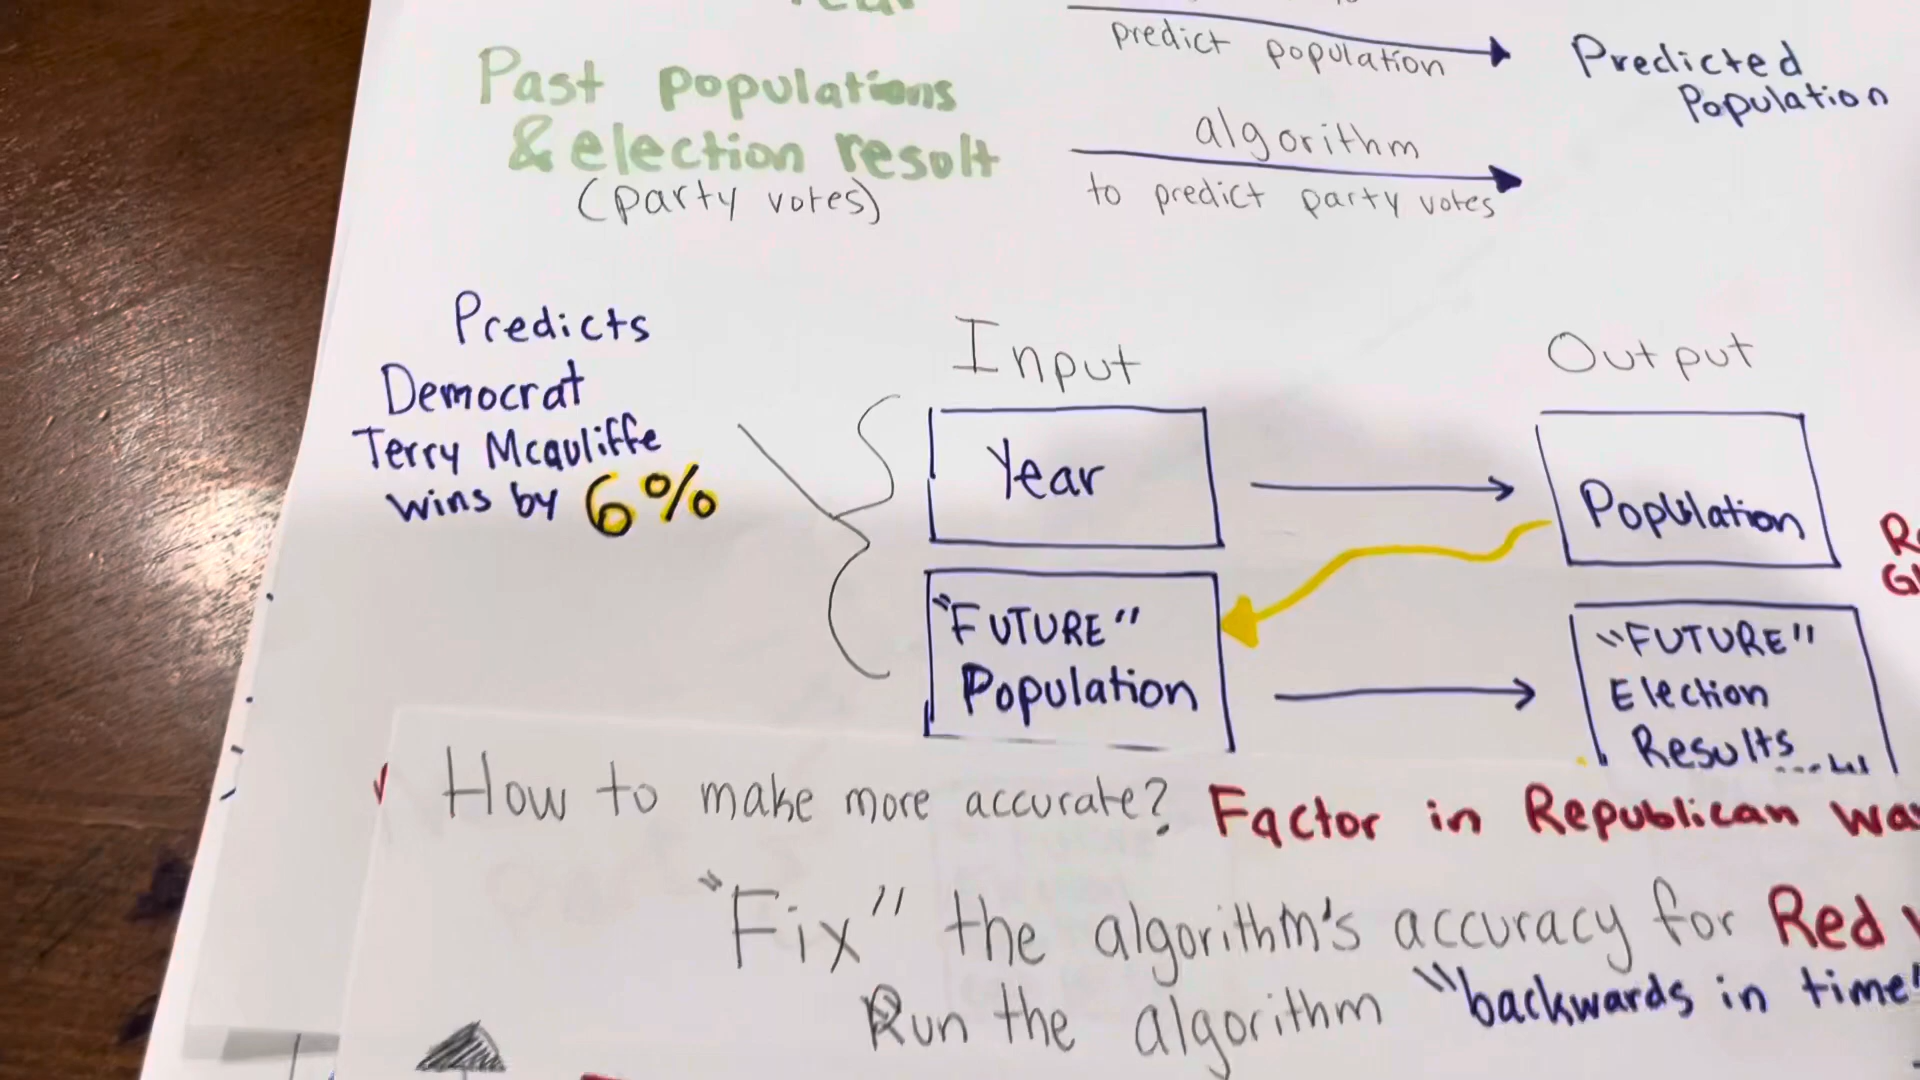 predict population
Predicted
Population
Past populations
& election result
(party votes)
algorithm
to predict party votes
Predicts
Democrat
Terry Mcauliffe
wins by 6%
Input
Output
Year
Population
"FUTURE"
Population
"FUTURE"
Election
Results
How to make more accurate? Factor in Republican
"Fix" the algorithm's accuracy for Red
Run the algorithm "backwards in time"